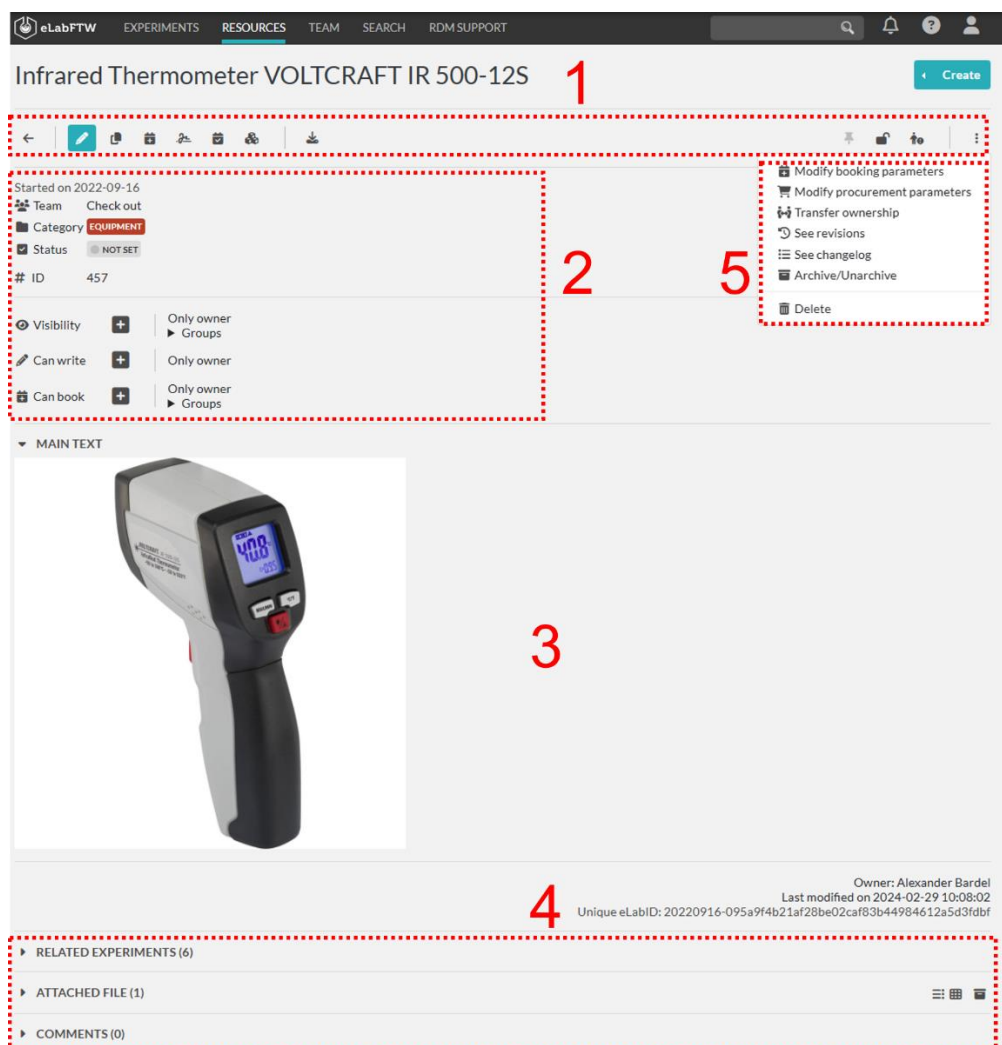 eLabFTW EXPERIMENTS RESOURCES TEAM SEARCH RDM SUPPORT
Infrared Thermometer VOLTCRAFT IR 500-12S
1
Create
Started on 2022-09-16
Team Check out
Category EQUIPMENT
Status NOT SET
# ID 457
Visibility Only owner
Groups
Can write Only owner
Can book Only owner
Groups
2
5
Modify booking parameters
Modify procurement parameters
Transfer ownership
See revisions
See changelog
Archive/Unarchive
Delete
MAIN TEXT
VOLTCRAFT
40.8
3
4
Owner: Alexander Bardel
Last modified on 2024-02-29 10:08:02
Unique eLabID: 20220916-095a9f4b21af28be02caf83b44984612a5d3fdbf
RELATED EXPERIMENTS (6)
ATTACHED FILE (1)
COMMENTS (0)